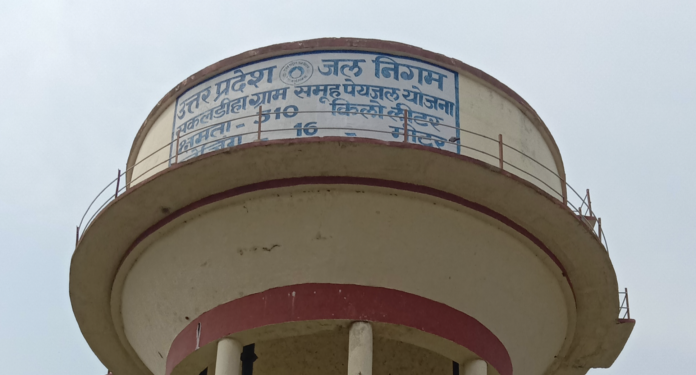 उत्तर प्रदेश जल निगम
सकलडीहा ग्राम समूह पेयजल योजना
क्षमता - 510 किलो लीटर
16 मीटर